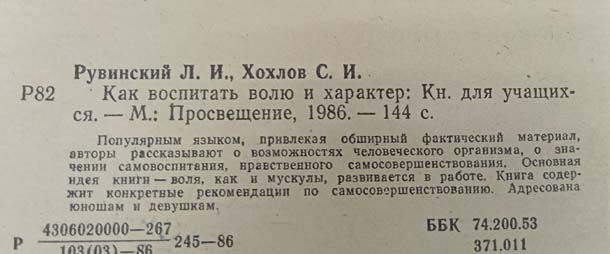 Рувинский Л. И., Хохлов С. И.
Р82 Как воспитать волю и характер: Кн. для учащих-
ся. — М.: Просвещение, 1986. — 144 с.
Популярным языком, привлекая обширный фактический материал,
авторы рассказывают о возможностях человеческого организма, о зна-
чении самовоспитания, нравственного самосовершенствования. Основная
идея книги — воля, как и мускулы, развивается в работе. Книга содер-
жит конкретные рекомендации по самосовершенствованию. Адресована
юношам и девушкам.
4306020000—267
Р 245—86
103(03)—86
ББК 74.200.53
371.011